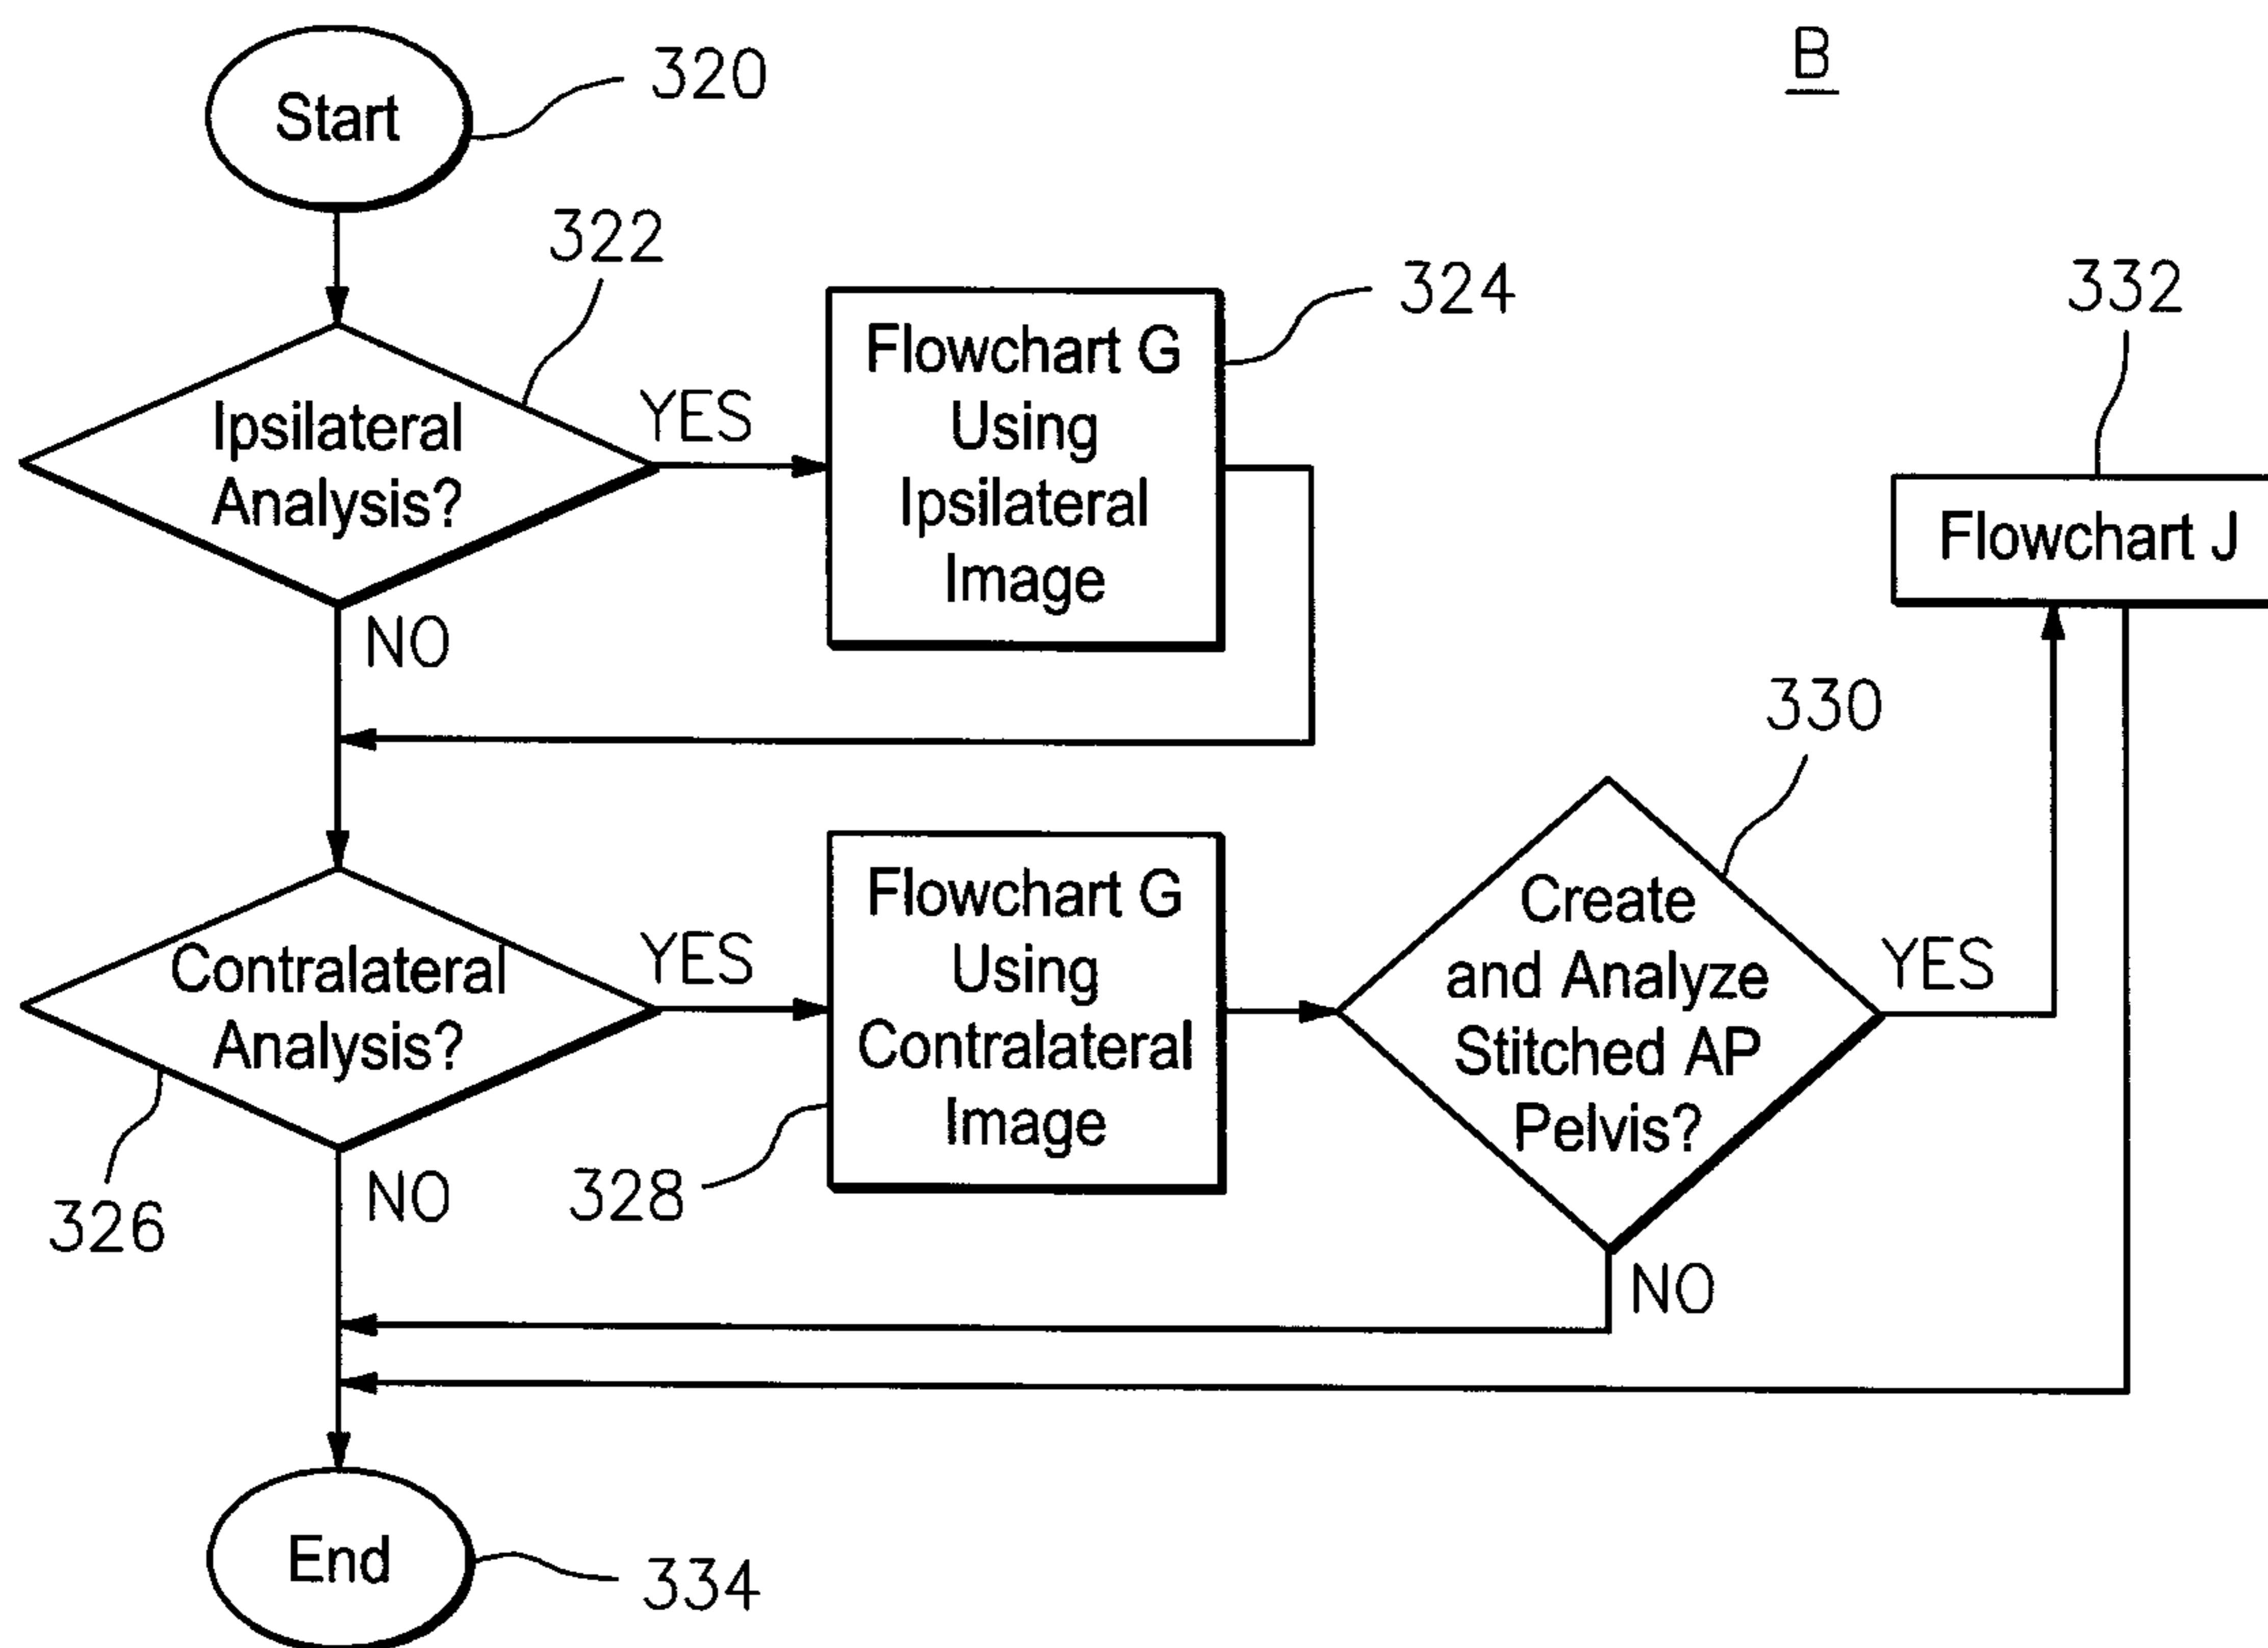 B
Start
320
322
Ipsilateral
Analysis?
YES
NO
Flowchart G
Using
Ipsilateral
Image
324
332
Flowchart J
Contralateral
Analysis?
326
YES
NO
Flowchart G
Using
Contralateral
Image
328
330
Create
and Analyze
Stitched AP
Pelvis?
YES
NO
End
334